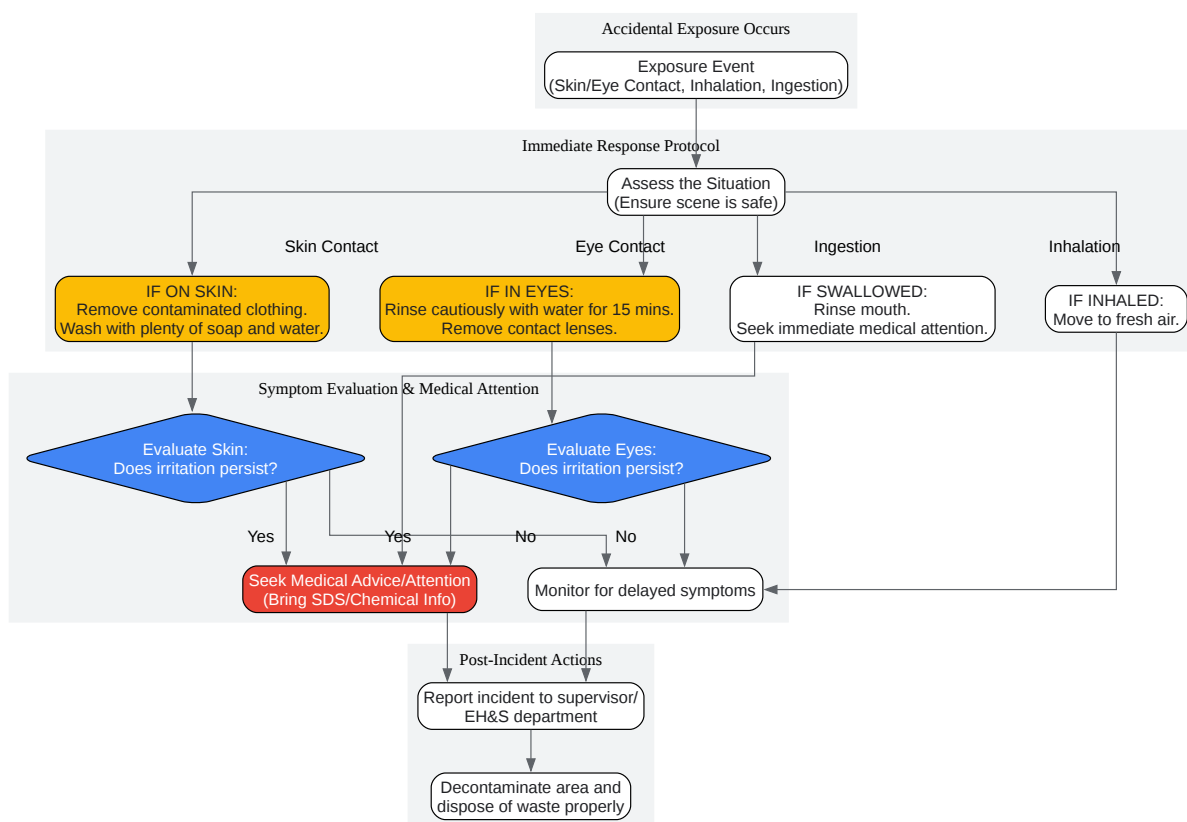 Accidental Exposure Occurs
Exposure Event
(Skin/Eye Contact, Inhalation, Ingestion)
Immediate Response Protocol
Assess the Situation
(Ensure scene is safe)
Skin Contact
Eye Contact
Ingestion
Inhalation
IF ON SKIN:
Remove contaminated clothing.
Wash with plenty of soap and water.
IF IN EYES:
Rinse cautiously with water for 15 mins.
Remove contact lenses.
IF SWALLOWED:
Rinse mouth.
Seek immediate medical attention.
IF INHALED:
Move to fresh air.
Symptom Evaluation & Medical Attention
Evaluate Skin:
Does irritation persist?
Evaluate Eyes:
Does irritation persist?
Yes
Yes
No
No
Seek Medical Advice/Attention
(Bring SDS/Chemical Info)
Monitor for delayed symptoms
Post-Incident Actions
Report incident to supervisor/
EH&S department
Decontaminate area and
dispose of waste properly